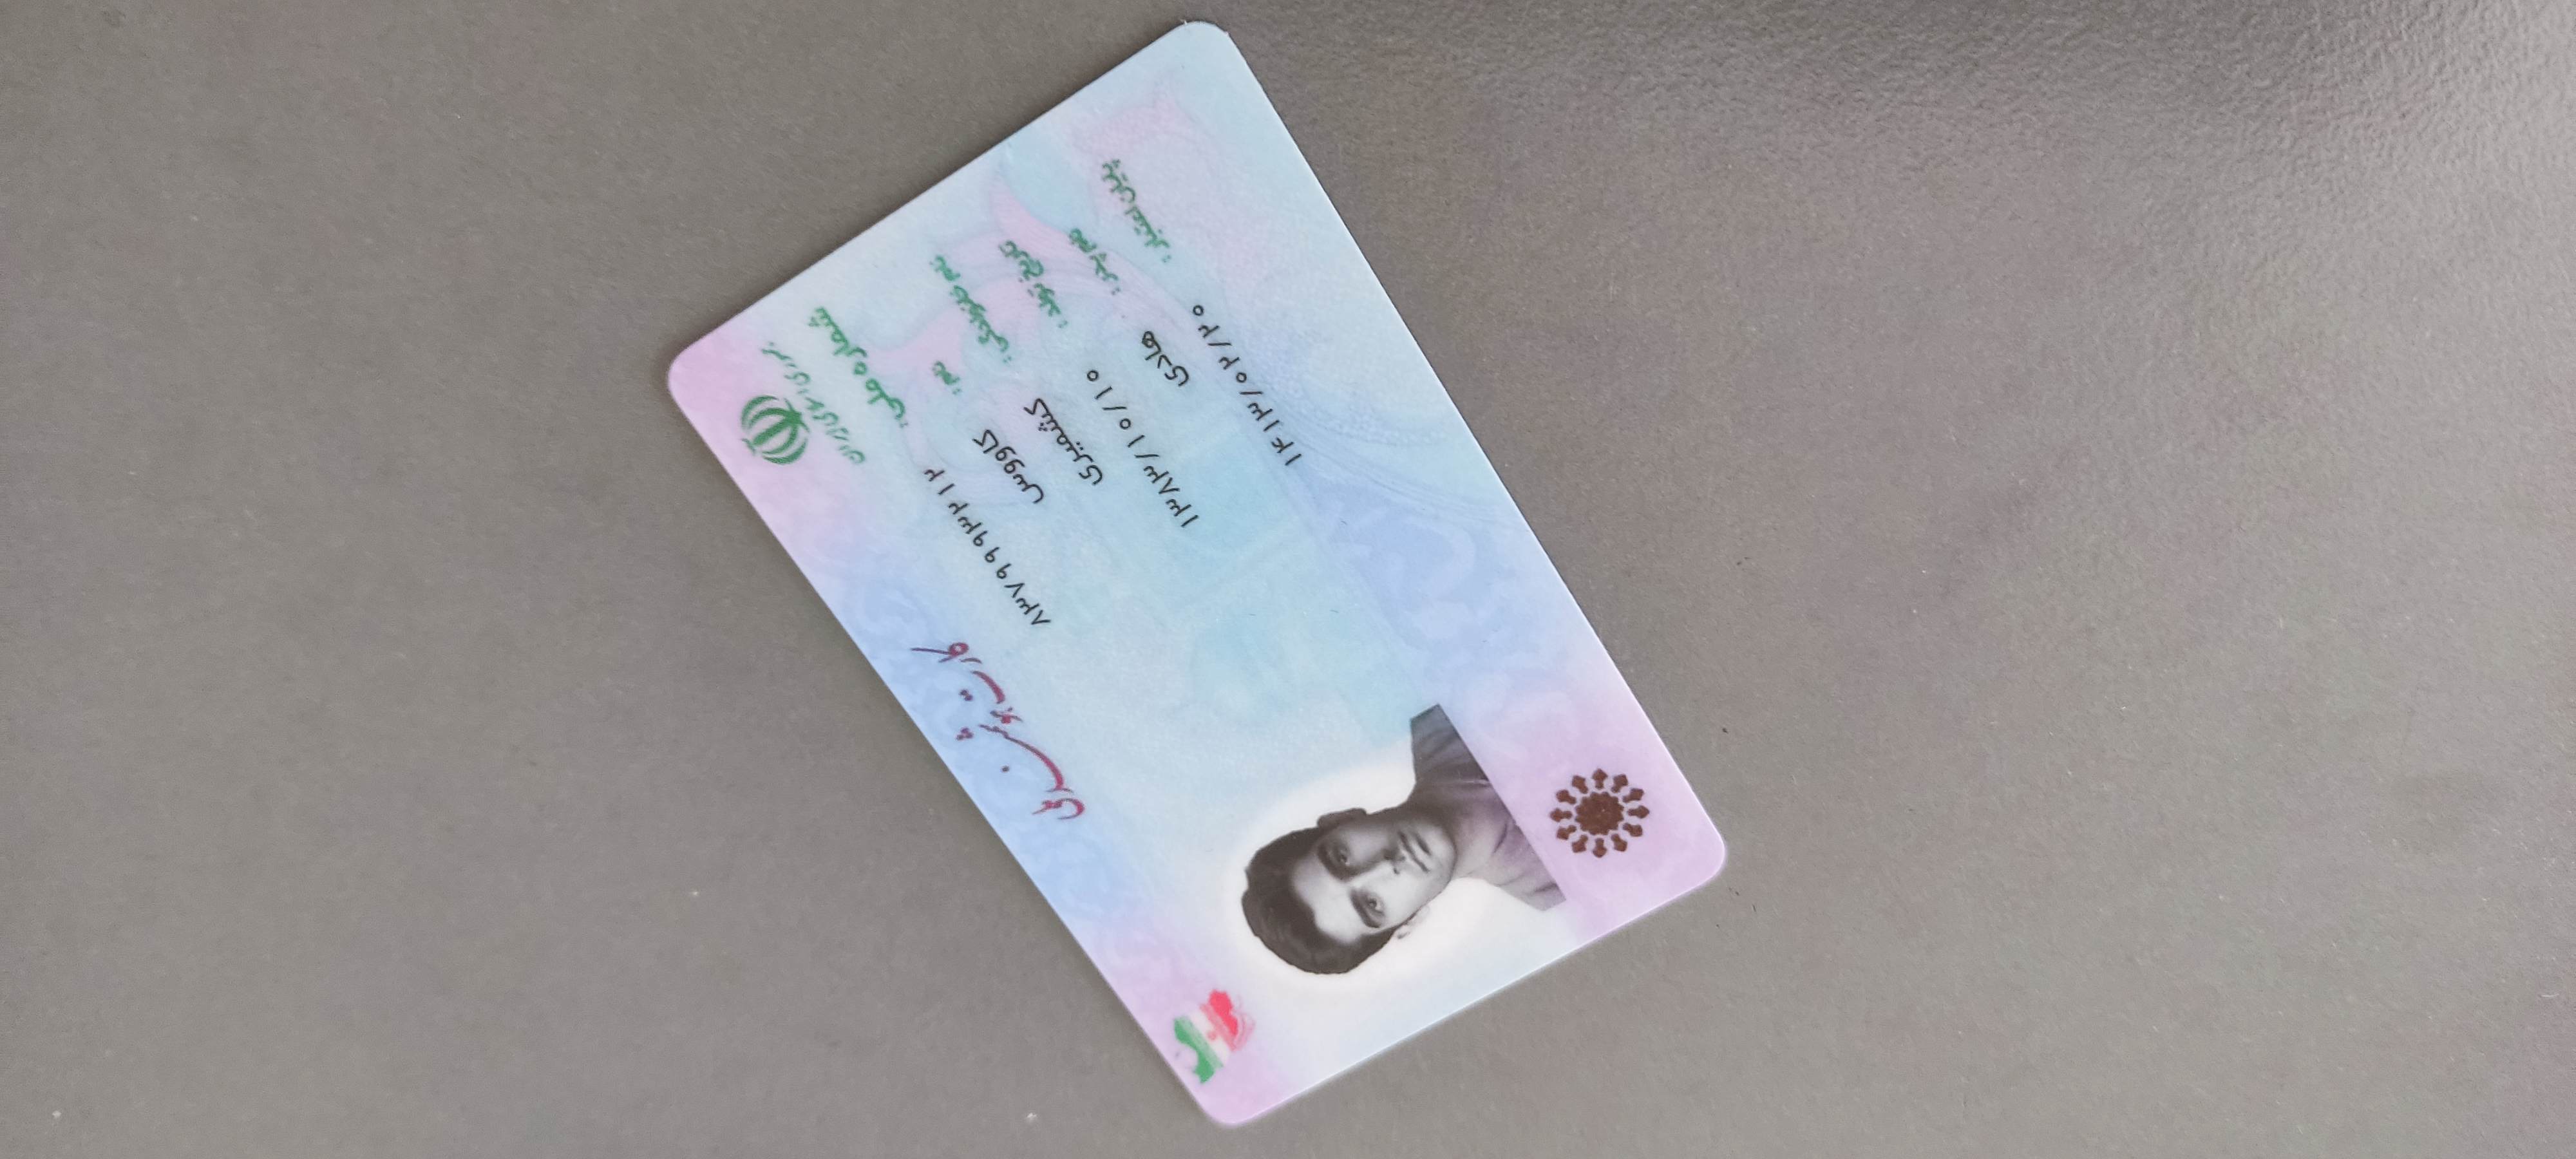 جمهوری اسلامی ایران
کارت هوشمند ملی
شماره ملی: ۸۳۷۹۹۹۳۲۱۲
نام: کاووس
نام خانوادگی: کشمیری
تاریخ تولد: ۱۳۸۳/۱۰/۱۰
نام پدر: هادی
پایان اعتبار: ۱۴۱۳/۰۲/۲۰